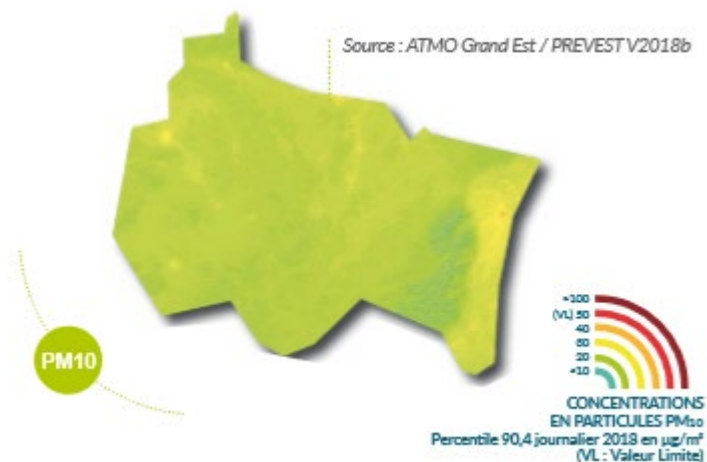 Source : ATMO Grand Est / PREVEST V2018b
PM10
>100
(VL) 50
40
30
20
<10
CONCENTRATIONS
EN PARTICULES PM10
Percentile 90,4 journalier 2018 en µg/m³
(VL : Valeur Limite)